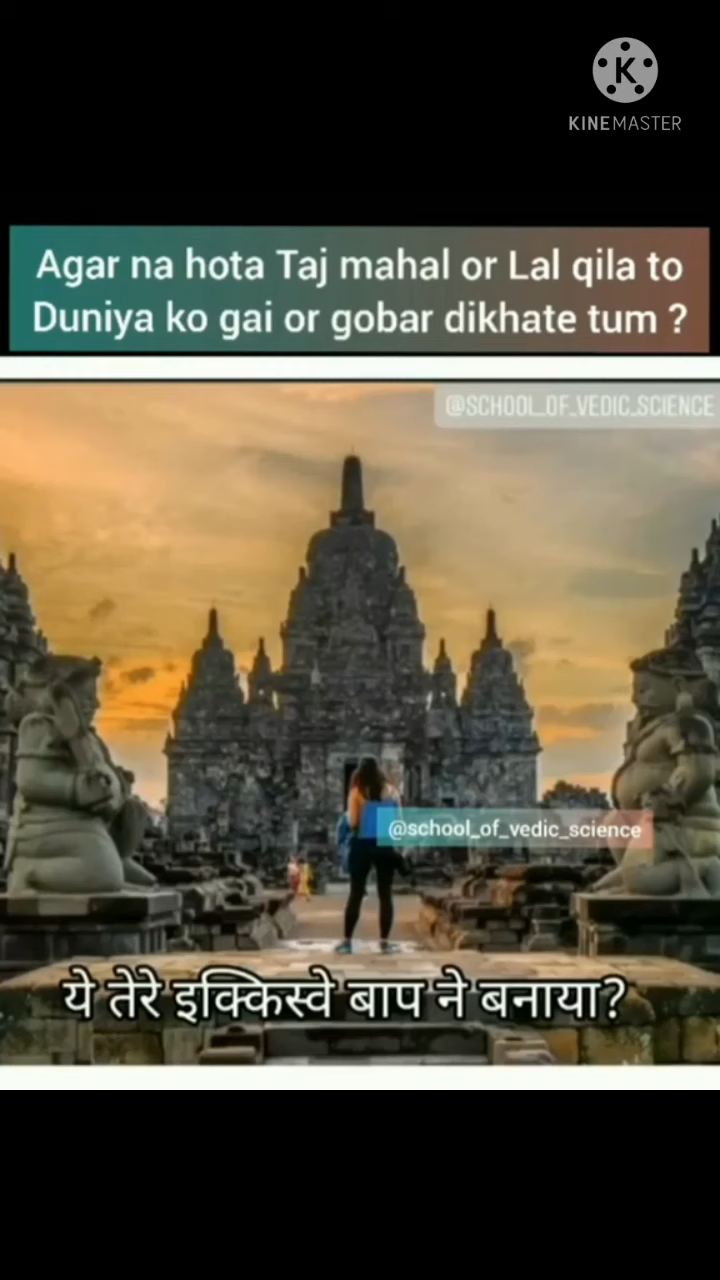 KINEMASTER
Agar na hota Taj mahal or Lal qila to
Duniya ko gai or gobar dikhate tum ?
@SCHOOL_OF_VEDIC_SCIENCE
@school_of_vedic_science
ये तेरे इक्किस्वे बाप ने बनाया?